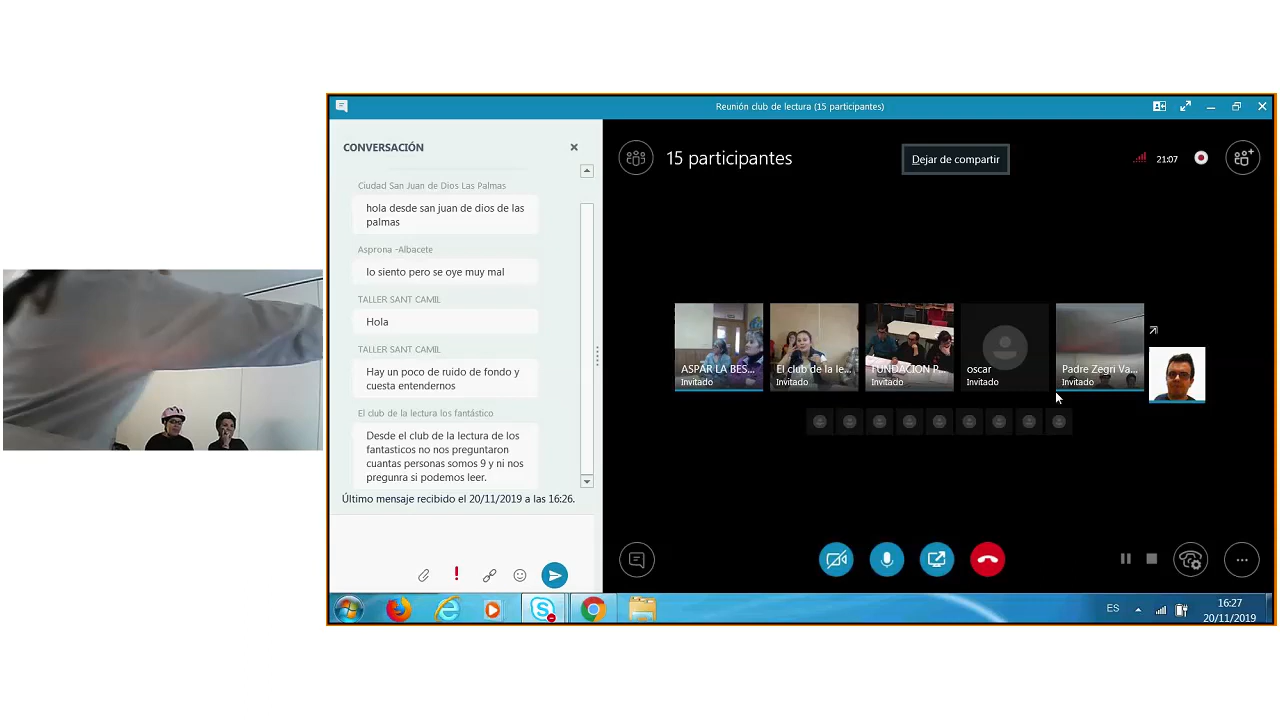 Reunión club de lectura (15 participantes)
CONVERSACIÓN
Ciudad San Juan de Dios Las Palmas
hola desde san juan de dios de las
palmas
Asprona -Albacete
lo siento pero se oye muy mal
TALLER SANT CAMIL
Hola
TALLER SANT CAMIL
Hay un poco de ruido de fondo y
cuesta entendernos
El club de la lectura los fantástico
Desde el club de la lectura de los
fantasticos no nos preguntaron
cuantas personas somos 9 y ni nos
pregunra si podemos leer.
Último mensaje recibido el 20/11/2019 a las 16:26.
15 participantes
Dejar de compartir
21:07
ASPAR LA BES...
Invitado
El club de la le...
Invitado
FUNDACION P...
Invitado
oscar
Invitado
Padre Zegrí Va...
Invitado
ES
16:27
20/11/2019